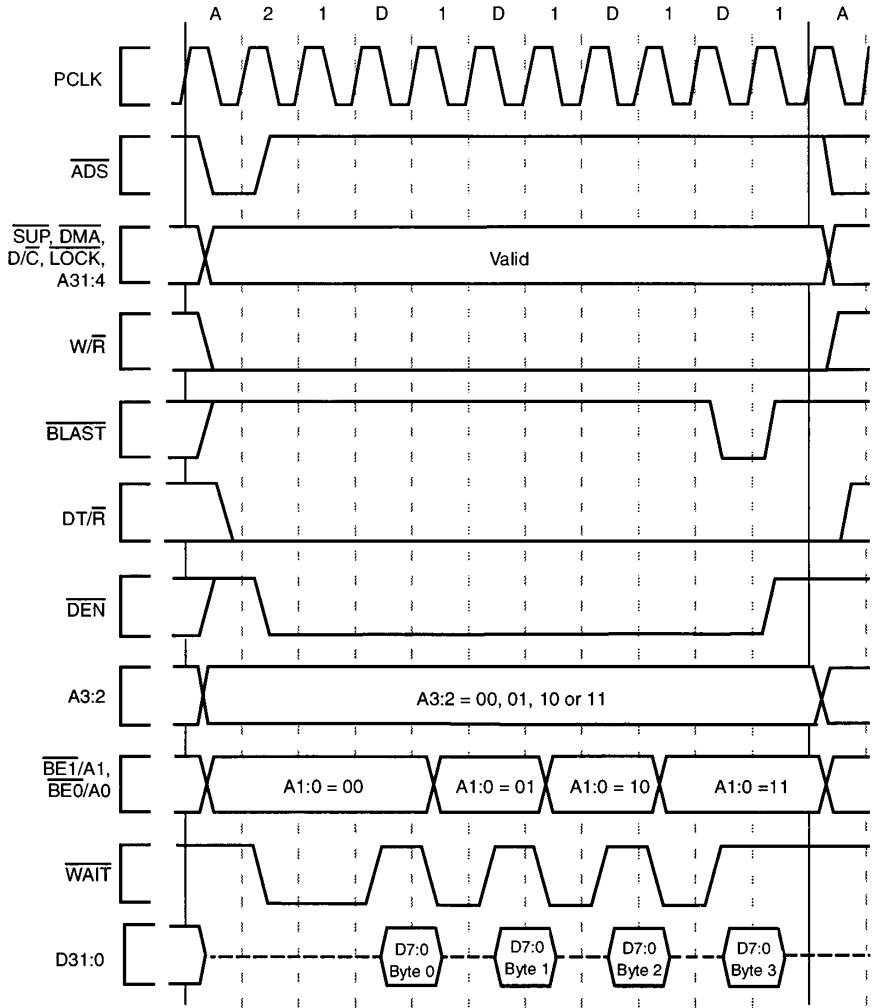 A 2 1 D 1 D 1 D 1 D 1 A
PCLK
ADS
SUP, DMA,
D/C, LOCK,
A31:4
Valid
W/R
BLAST
DT/R
DEN
A3:2
A3:2 = 00, 01, 10 or 11
BE1/A1,
BE0/A0
A1:0 = 00
A1:0 = 01
A1:0 = 10
A1:0 =11
WAIT
D31:0
D7:0
Byte 0
D7:0
Byte 1
D7:0
Byte 2
D7:0
Byte 3